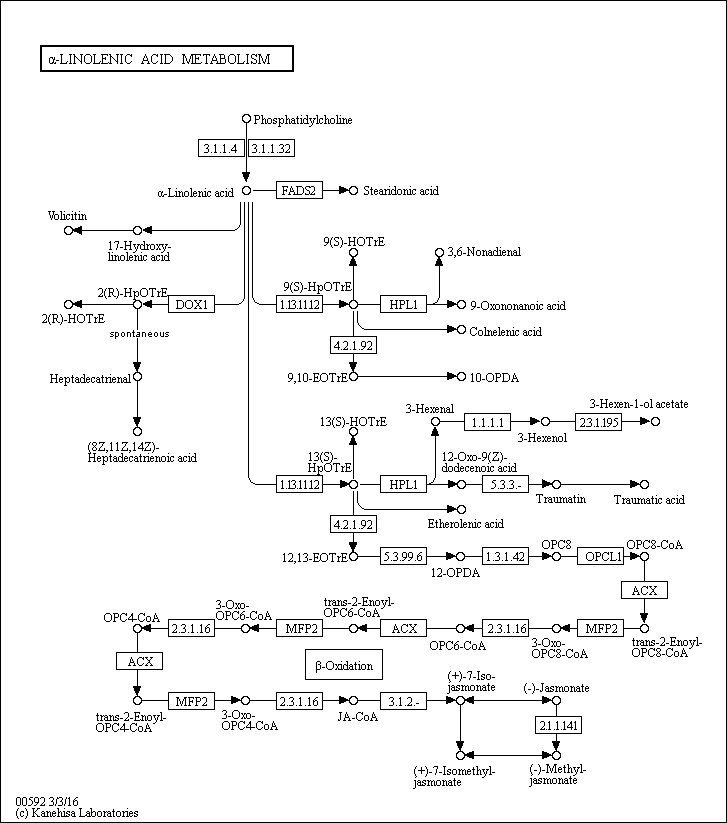 α-LINOLENIC ACID METABOLISM
Phosphatidylcholine
3.1.1.4
3.1.1.32
α-Linolenic acid
FADS2
Stearidonic acid
Volicitin
17-Hydroxy-
linolenic acid
9(S)-HOTrE
3,6-Nonadienal
2(R)-HpOTrE
DOX1
2(R)-HOTrE
9(S)-HpOTrE
1.13.11.12
HPL1
9-Oxononanoic acid
Colnelenic acid
spontaneous
4.2.1.92
Heptadecatrienal
9,10-EOTrE
10-OPDA
(8Z,11Z,14Z)-
Heptadecatrienoic acid
13(S)-HOTrE
3-Hexenal
1.1.1.1
3-Hexenol
2.3.1.195
3-Hexen-1-ol acetate
13(S)-
HpOTrE
1.13.11.12
HPL1
12-Oxo-9(Z)-
dodecenoic acid
5.3.3.-
Traumatin
Traumatic acid
4.2.1.92
Etherolenic acid
12,13-EOTrE
5.3.99.6
12-OPDA
1.3.1.42
OPC8
OPCL1
OPC8-CoA
ACX
OPC4-CoA
2.3.1.16
3-Oxo-
OPC6-CoA
MFP2
trans-2-Enoyl-
OPC6-CoA
ACX
OPC6-CoA
2.3.1.16
3-Oxo-
OPC8-CoA
MFP2
trans-2-Enoyl-
OPC8-CoA
ACX
β-Oxidation
trans-2-Enoyl-
OPC4-CoA
MFP2
3-Oxo-
OPC4-CoA
2.3.1.16
JA-CoA
3.1.2.-
(+)-7-Iso-
jasmonate
(-)-Jasmonate
2.1.1.141
(+)-7-Isomethyl-
jasmonate
(-)-Methyl-
jasmonate
00592 3/3/16
(c) Kanehisa Laboratories